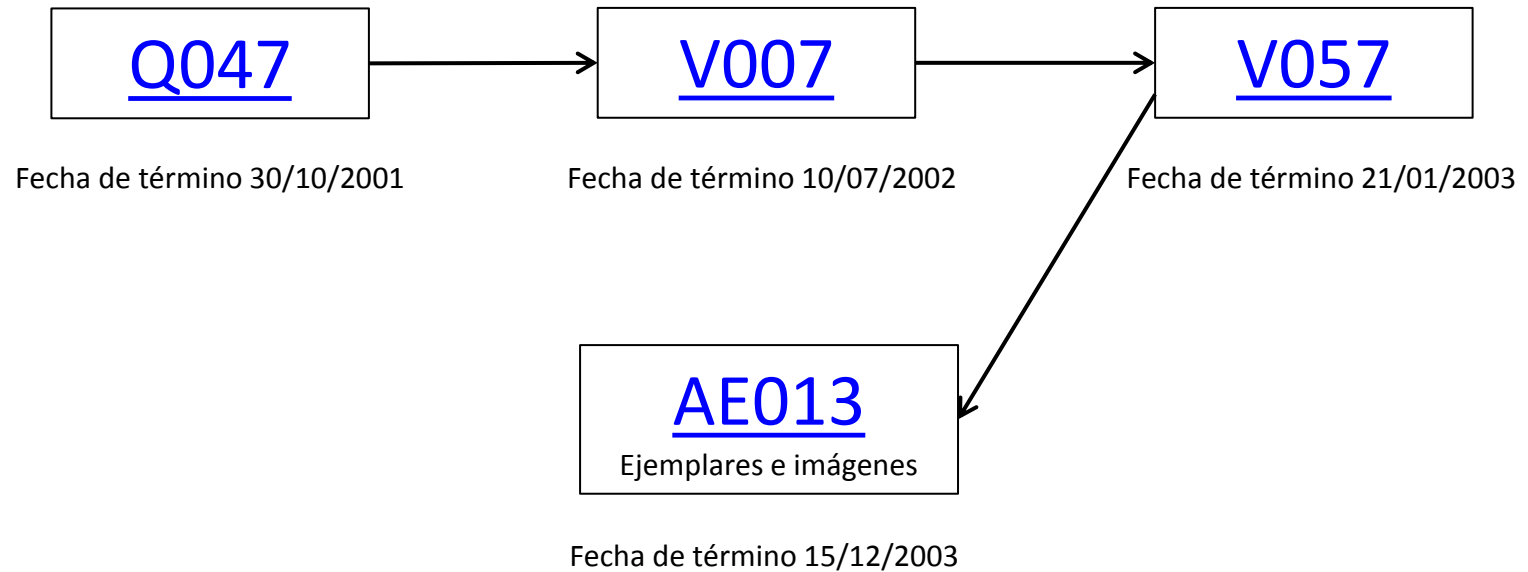 Q047
V007
V057
Fecha de término 30/10/2001
Fecha de término 10/07/2002
Fecha de término 21/01/2003
AE013
Ejemplares e imágenes
Fecha de término 15/12/2003